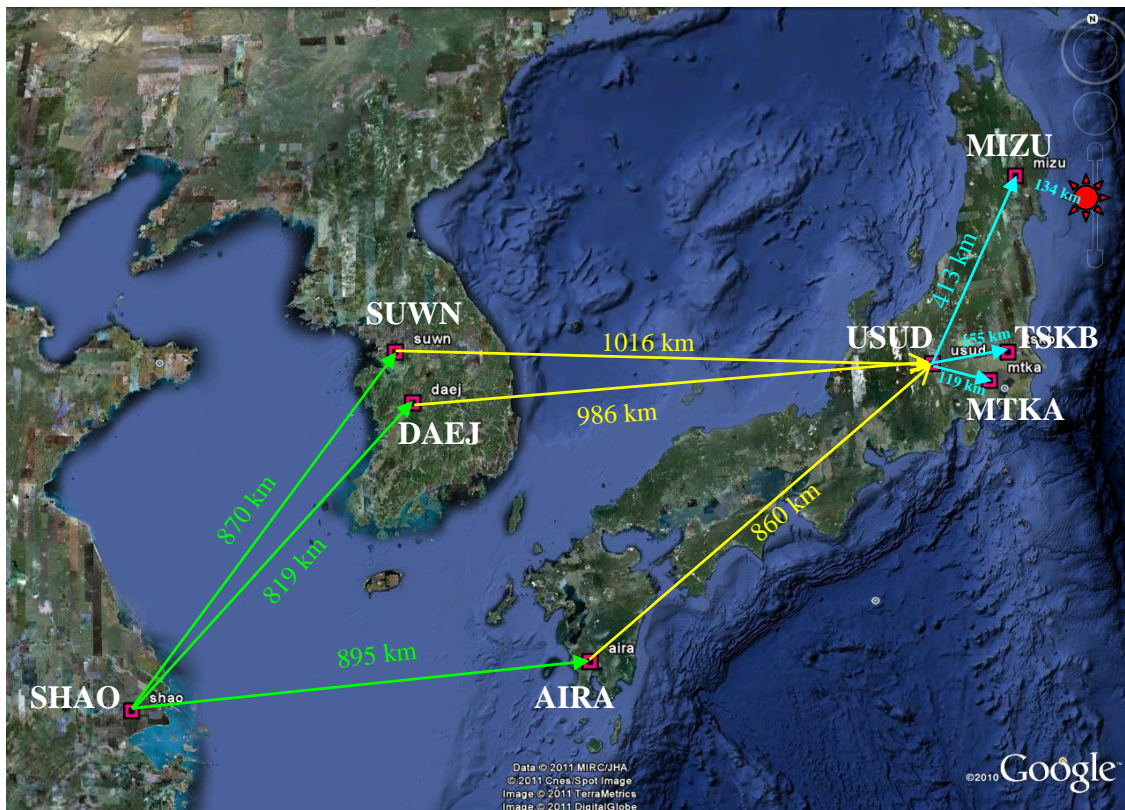 N
MIZU
mizu
134 km
413 km
SUWN
suwn
1016 km
USUD
usud
155 km
TSKB
119 km
mtka
MTKA
daej
DAEJ
986 km
870 km
819 km
860 km
895 km
aira
AIRA
SHAO
shao
Data © 2011 MIRC/JHA
© 2011 Cnes/Spot Image
Image © 2011 TerraMetrics
Image © 2011 DigitalGlobe
©2010 Google™